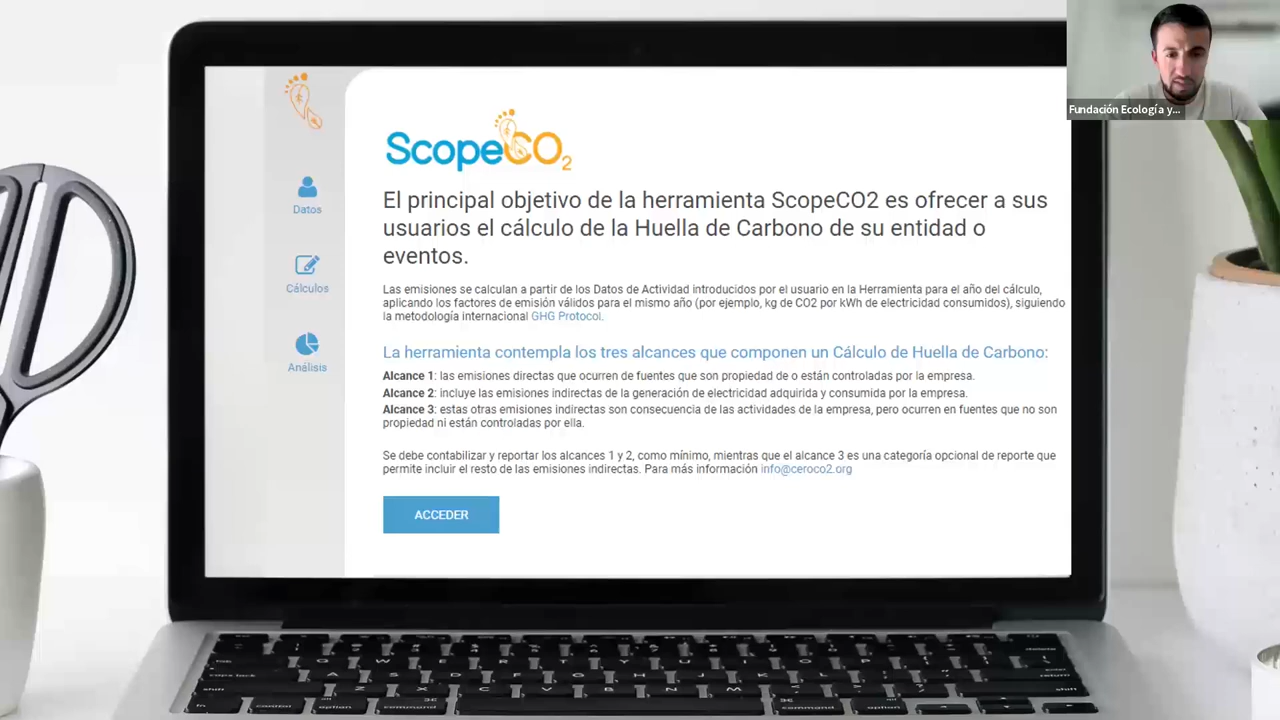 Fundación Ecología y...
ScopeCO2
Datos
Cálculos
Análisis
El principal objetivo de la herramienta ScopeCO2 es ofrecer a sus
usuarios el cálculo de la Huella de Carbono de su entidad o
eventos.
Las emisiones se calculan a partir de los Datos de Actividad introducidos por el usuario en la Herramienta para el año del cálculo,
aplicando los factores de emisión válidos para el mismo año (por ejemplo, kg de CO2 por kWh de electricidad consumidos), siguiendo
la metodología internacional GHG Protocol.
La herramienta contempla los tres alcances que componen un Cálculo de Huella de Carbono:
Alcance 1: las emisiones directas que ocurren de fuentes que son propiedad de o están controladas por la empresa.
Alcance 2: incluye las emisiones indirectas de la generación de electricidad adquirida y consumida por la empresa.
Alcance 3: estas otras emisiones indirectas son consecuencia de las actividades de la empresa, pero ocurren en fuentes que no son
propiedad ni están controladas por ella.
Se debe contabilizar y reportar los alcances 1 y 2, como mínimo, mientras que el alcance 3 es una categoría opcional de reporte que
permite incluir el resto de las emisiones indirectas. Para más información info@ceroco2.org
ACCEDER
caps lock
shift
fn control option command command option